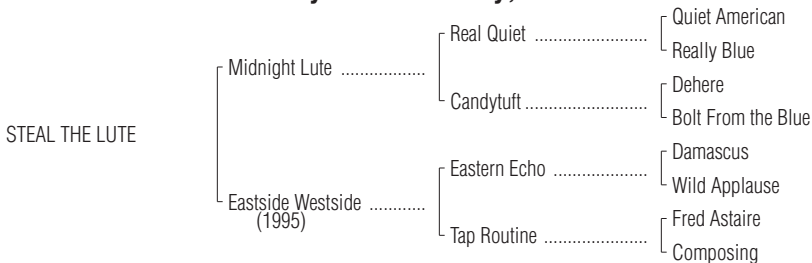 Quiet American
Real Quiet ....................
Really Blue
Midnight Lute ..................
Dehere
Candytuft .....................
Bolt From the Blue
STEAL THE LUTE
Damascus
Eastern Echo ................
Wild Applause
Eastside Westside ............
(1995)
Fred Astaire
Tap Routine ..................
Composing